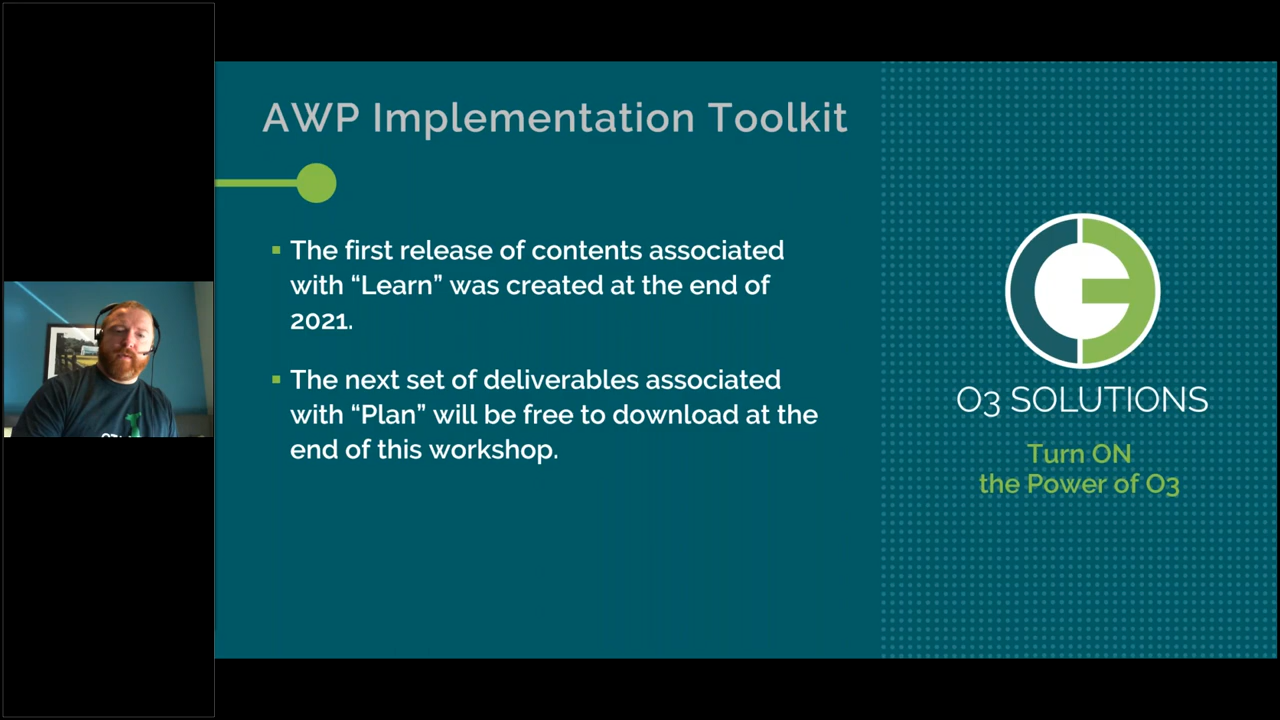 AWP Implementation Toolkit
▪ The first release of contents associated
with “Learn” was created at the end of
2021.
▪ The next set of deliverables associated
with “Plan” will be free to download at the
end of this workshop.
O3 SOLUTIONS
Turn ON
the Power of O3